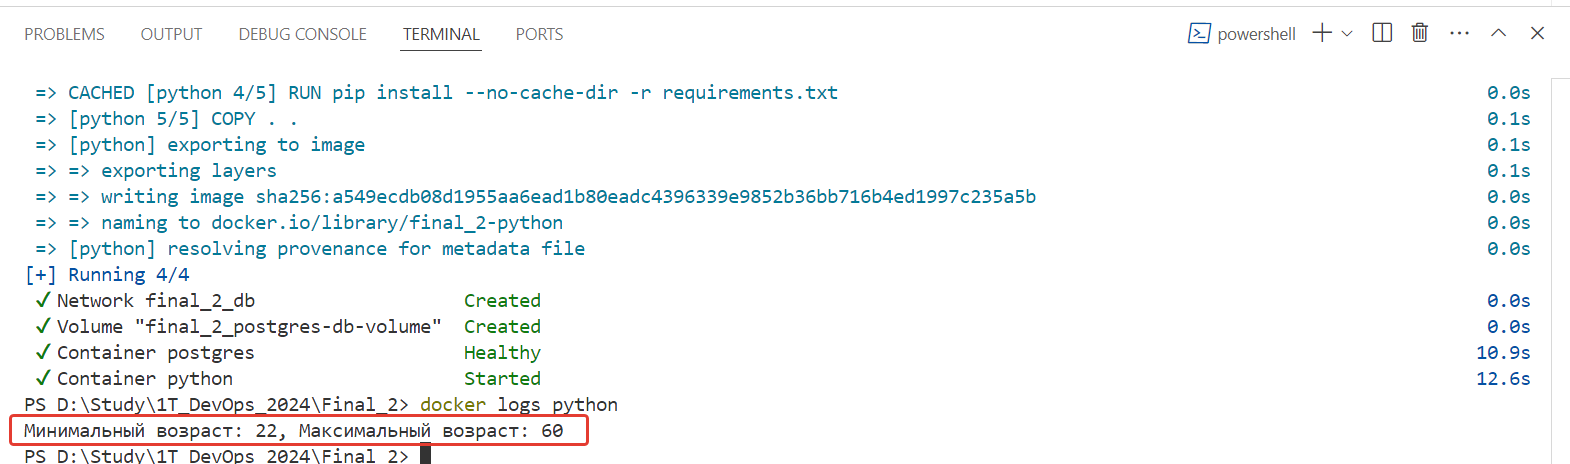 PROBLEMS OUTPUT DEBUG CONSOLE TERMINAL PORTS powershell
=> CACHED [python 4/5] RUN pip install --no-cache-dir -r requirements.txt 0.0s
=> [python 5/5] COPY . . 0.1s
=> [python] exporting to image 0.1s
=> => exporting layers 0.1s
=> => writing image sha256:a549ecdb08d1955aa6ead1b80eadc4396339e9852b36bb716b4ed1997c235a5b 0.0s
=> => naming to docker.io/library/final_2-python 0.0s
=> [python] resolving provenance for metadata file 0.0s
[+] Running 4/4
✓ Network final_2_db Created 0.0s
✓ Volume "final_2_postgres-db-volume" Created 0.0s
✓ Container postgres Healthy 10.9s
✓ Container python Started 12.6s
PS D:\Study\1T_DevOps_2024\Final_2> docker logs python
Минимальный возраст: 22, Максимальный возраст: 60
PS D:\Study\1T_DevOps_2024\Final_2>